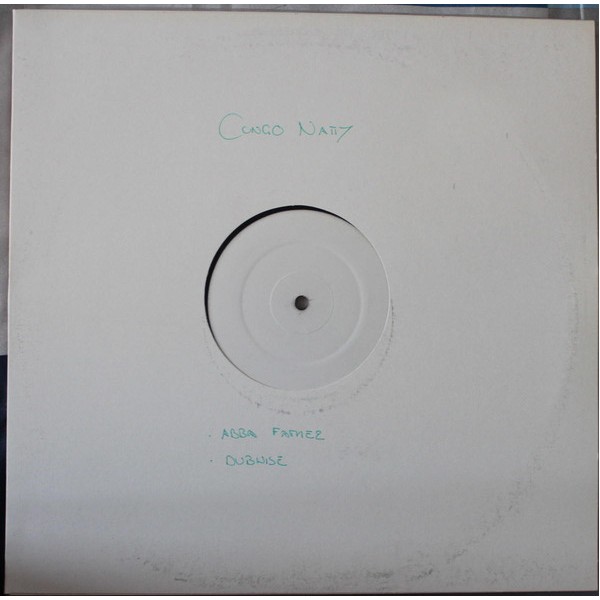 CONGO NATTY
. ABBA FATHER
. DUBWISE